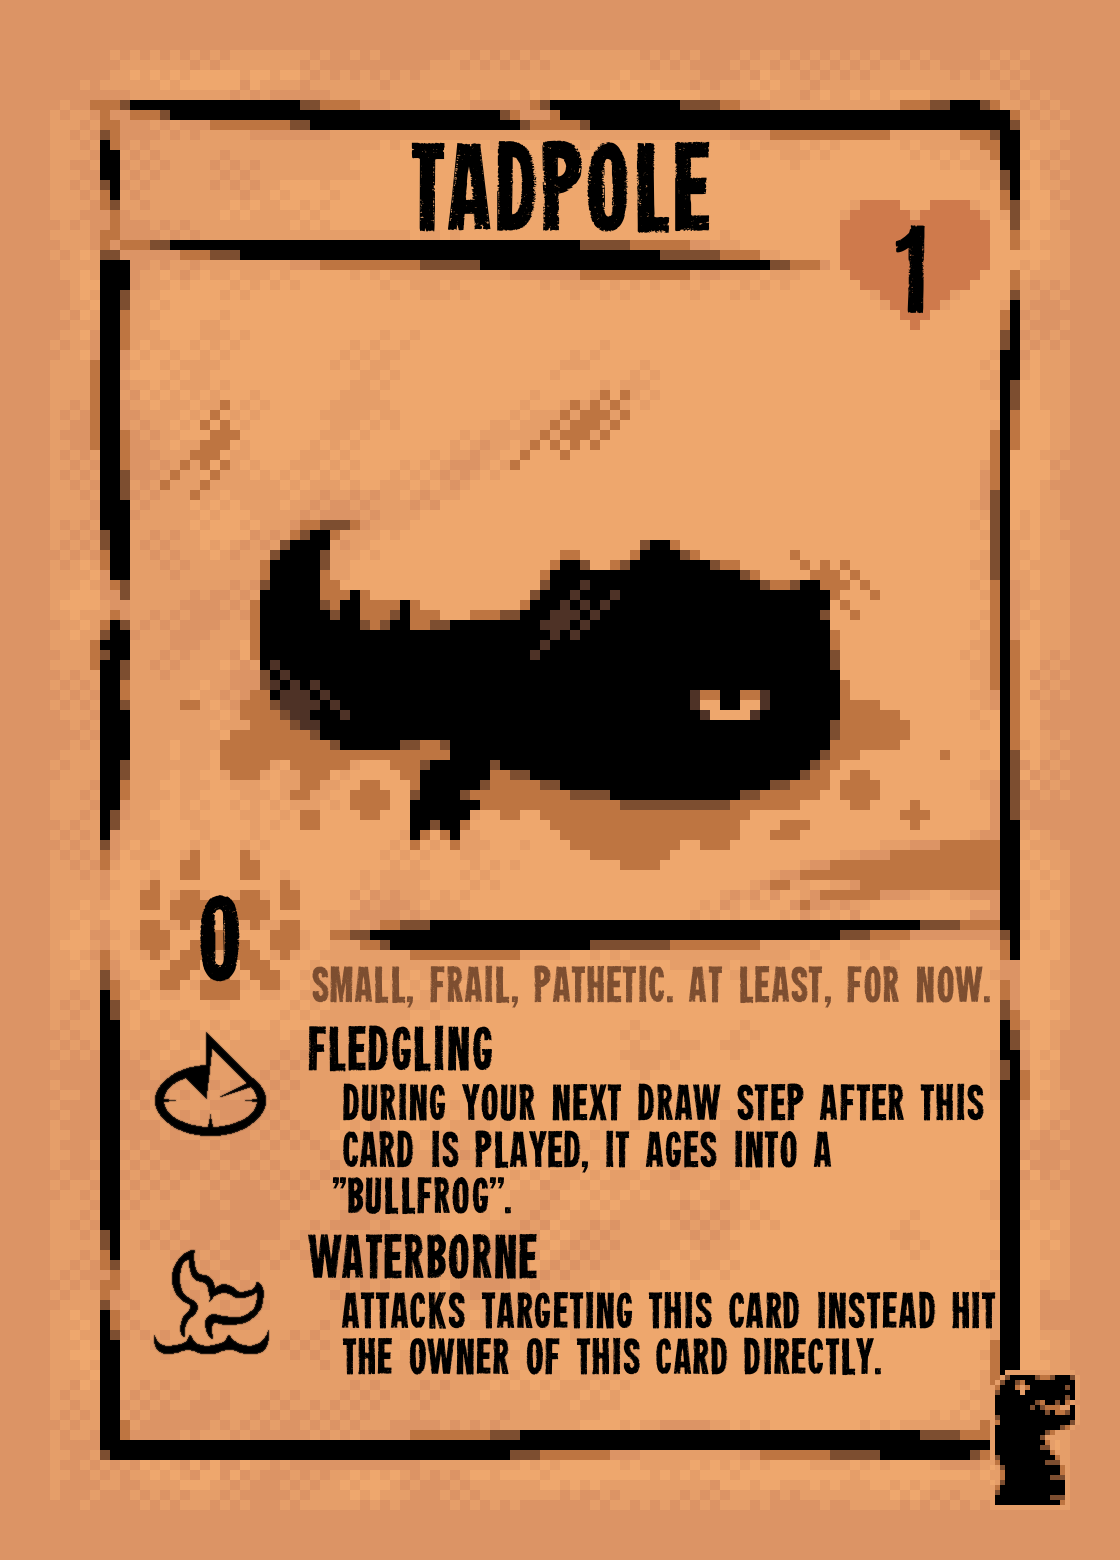 TADPOLE
1
0
SMALL, FRAIL, PATHETIC. AT LEAST, FOR NOW.
FLEDGLING
DURING YOUR NEXT DRAW STEP AFTER THIS
CARD IS PLAYED, IT AGES INTO A
"BULLFROG".
WATERBORNE
ATTACKS TARGETING THIS CARD INSTEAD HIT
THE OWNER OF THIS CARD DIRECTLY.